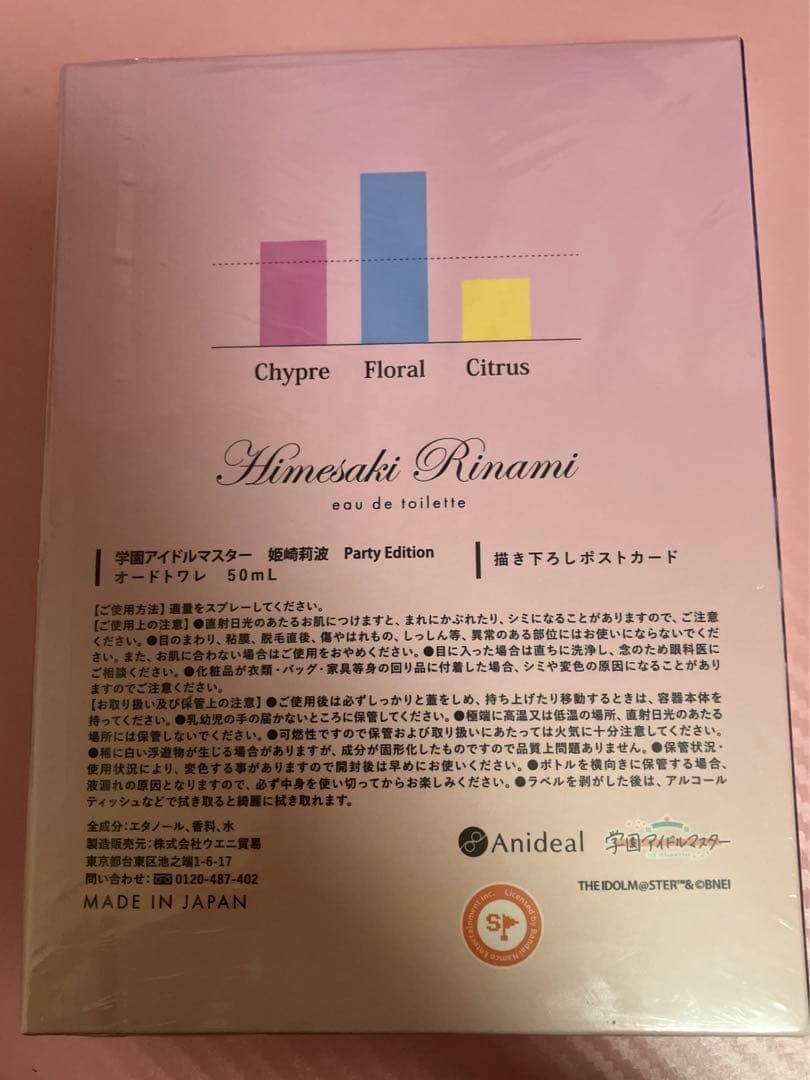 Chypre Floral Citrus
Himesaki Rinami
eau de toilette
学園アイドルマスター 姫崎莉波 Party Edition
オードトワレ 50mL
描き下ろしポストカード
【ご使用方法】適量をスプレーしてください。
【ご使用上の注意】●直射日光のあたるお肌につけますと、まれにかぶれたり、シミになることがありますので、ご注意
ください。●目のまわり、粘膜、脱毛直後、傷やはれもの、しっしん等、異常のある部位にはお使いにならないでくだ
さい。また、お肌に合わない場合はご使用をおやめください。●目に入った場合は直ちに洗浄し、念のため眼科医に
ご相談ください。●化粧品が衣類・バッグ・家具等身の回り品に付着した場合、シミや変色の原因になることがあり
ますのでご注意ください。
【お取り扱い及び保管上の注意】●ご使用後は必ずしっかりと蓋をしめ、持ち上げたり移動するときは、容器本体を
持ってください。●乳幼児の手の届かないところに保管してください。●極端に高温又は低温の場所、直射日光のあたる
場所には保管しないでください。●可燃性ですので保管および取り扱いにあたっては火気に十分注意してください。
●稀に白い浮遊物が生じる場合がありますが、成分が固形化したものですので品質上問題ありません。●保管状況・
使用状況により、変色する事がありますので開封後は早めにお使いください。●ボトルを横向きに保管する場合、
液漏れの原因となりますので、必ず中身を使い切ってからお楽しみください。●ラベルを剥がした後は、アルコール
ティッシュなどで拭き取ると綺麗に拭き取れます。
全成分：エタノール、香料、水
製造販売元：株式会社ウエニ貿易
東京都台東区池之端1-6-17
問い合わせ：0120-487-402
MADE IN JAPAN
Anideal
学園アイドルマスター
THE IDOLM@STER™&©BNEI
Licensed by Bandai Namco Entertainment Inc.